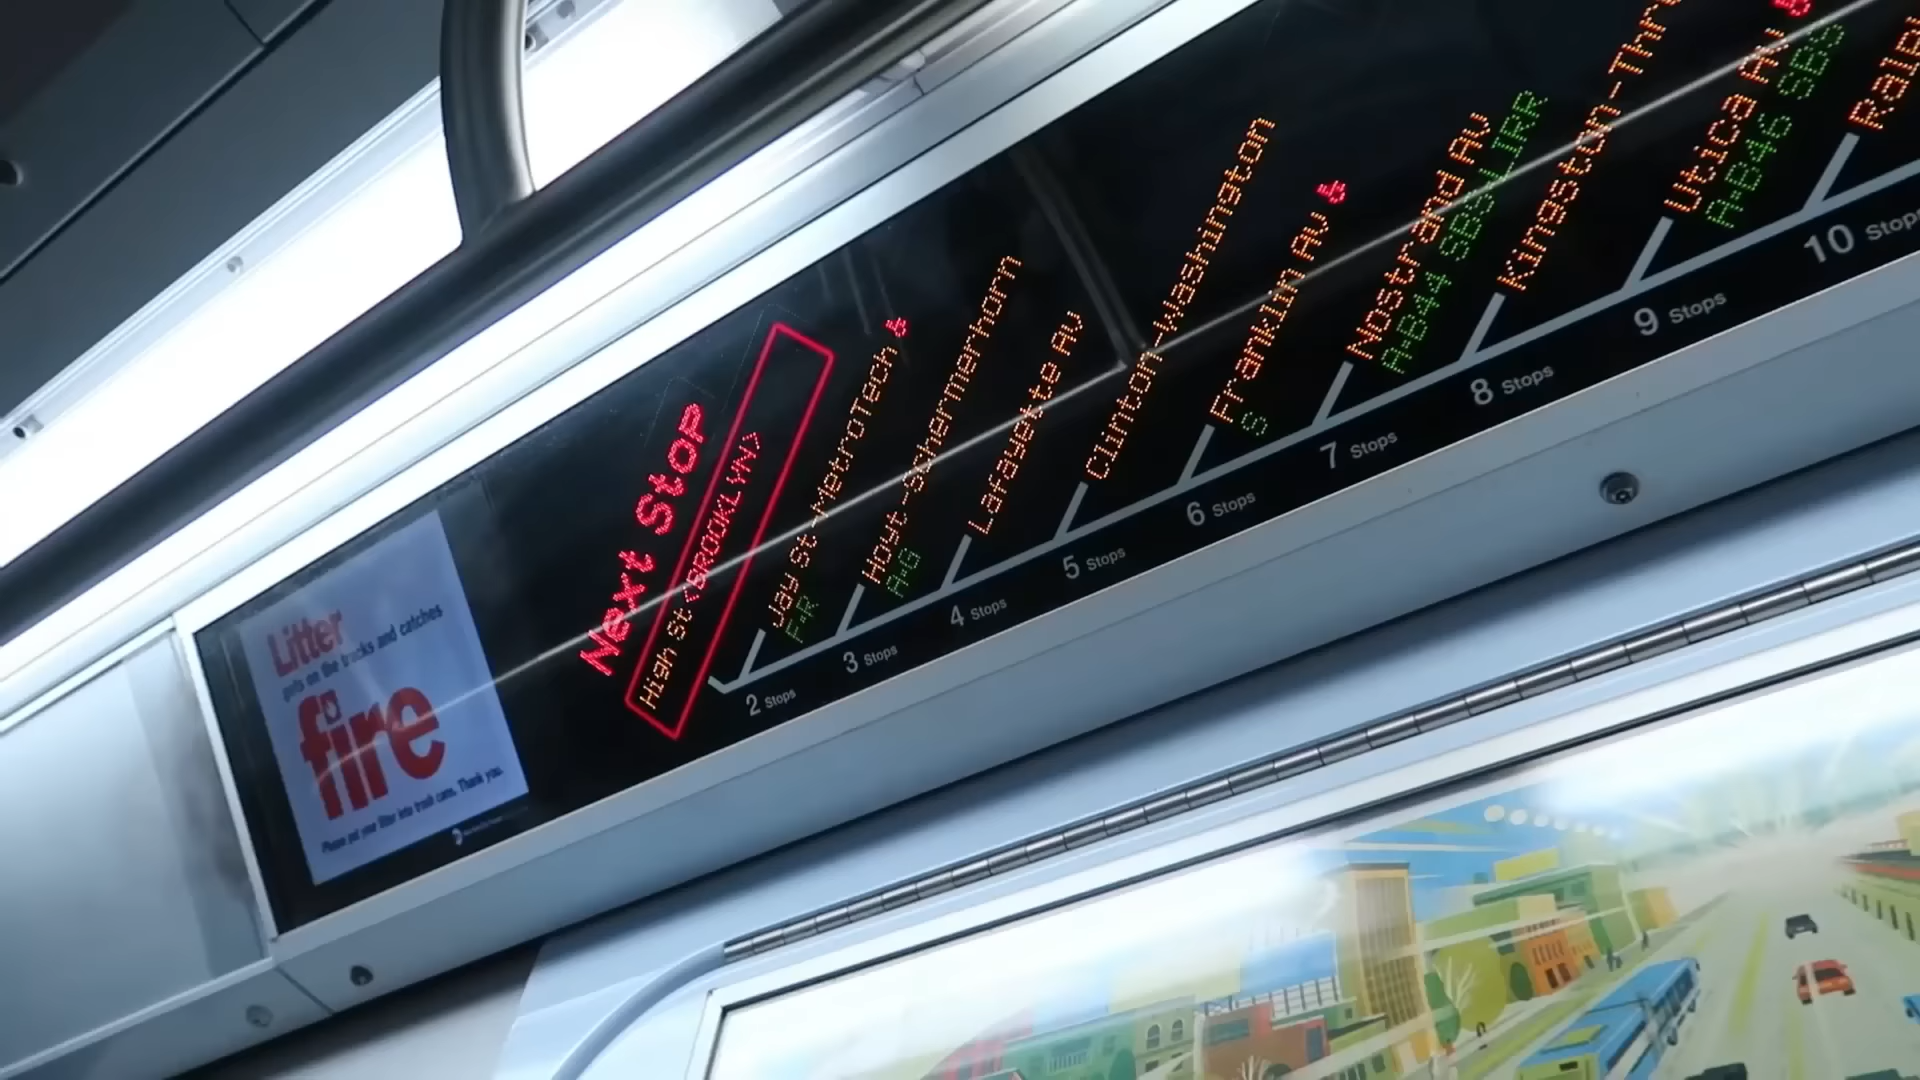 Litter
gets on the tracks and catches
fire
Please put your litter into trash cans. Thank you.
Next Stop
High St <BROOKLYN>
Jay St-MetroTech
F-R
2 Stops
Hoyt-Schermerhorn
A-G
3 Stops
Lafayette Av
4 Stops
Clinton-Washington
5 Stops
Franklin Av
S
6 Stops
Nostrand Av
A-B44 SBS-LIRR
7 Stops
Kingston-Thr
8 Stops
Utica Av
A-B46 SBS
9 Stops
Ralph
10 Stops